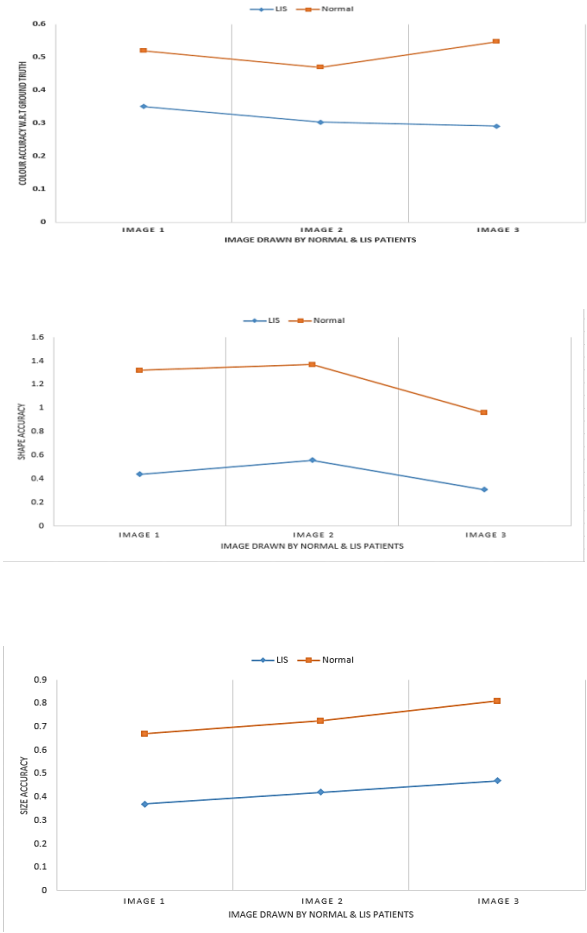 LIS Normal
0.6
0.5
0.4
0.3
0.2
0.1
0
COLOUR ACCURACY W.R.T GROUND TRUTH
IMAGE 1 IMAGE 2 IMAGE 3
IMAGE DRAWN BY NORMAL & LIS PATIENTS
LIS Normal
1.6
1.4
1.2
1
0.8
0.6
0.4
0.2
0
SHAPE ACCURACY
IMAGE 1 IMAGE 2 IMAGE 3
IMAGE DRAWN BY NORMAL & LIS PATIENTS
LIS Normal
0.9
0.8
0.7
0.6
0.5
0.4
0.3
0.2
0.1
0
SIZE ACCURACY
IMAGE 1 IMAGE 2 IMAGE 3
IMAGE DRAWN BY NORMAL & LIS PATIENTS